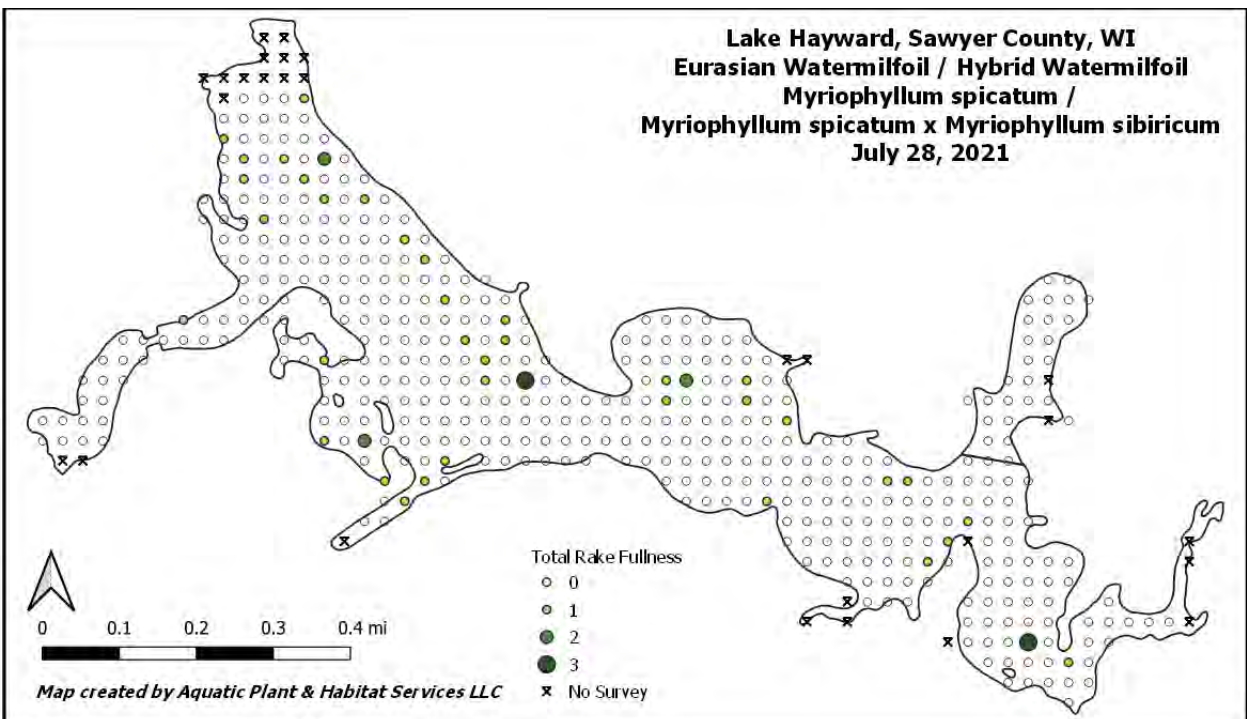 Lake Hayward, Sawyer County, WI
Eurasian Watermilfoil / Hybrid Watermilfoil
Myriophyllum spicatum /
Myriophyllum spicatum x Myriophyllum sibiricum
July 28, 2021
Total Rake Fullness
0
1
2
3
No Survey
0 0.1 0.2 0.3 0.4 mi
Map created by Aquatic Plant & Habitat Services LLC